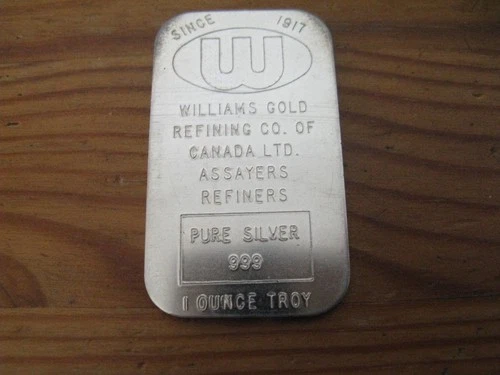 SINCE 1917
W
WILLIAMS GOLD
REFINING CO. OF
CANADA LTD.
ASSAYERS
REFINERS
PURE SILVER
999
1 OUNCE TROY